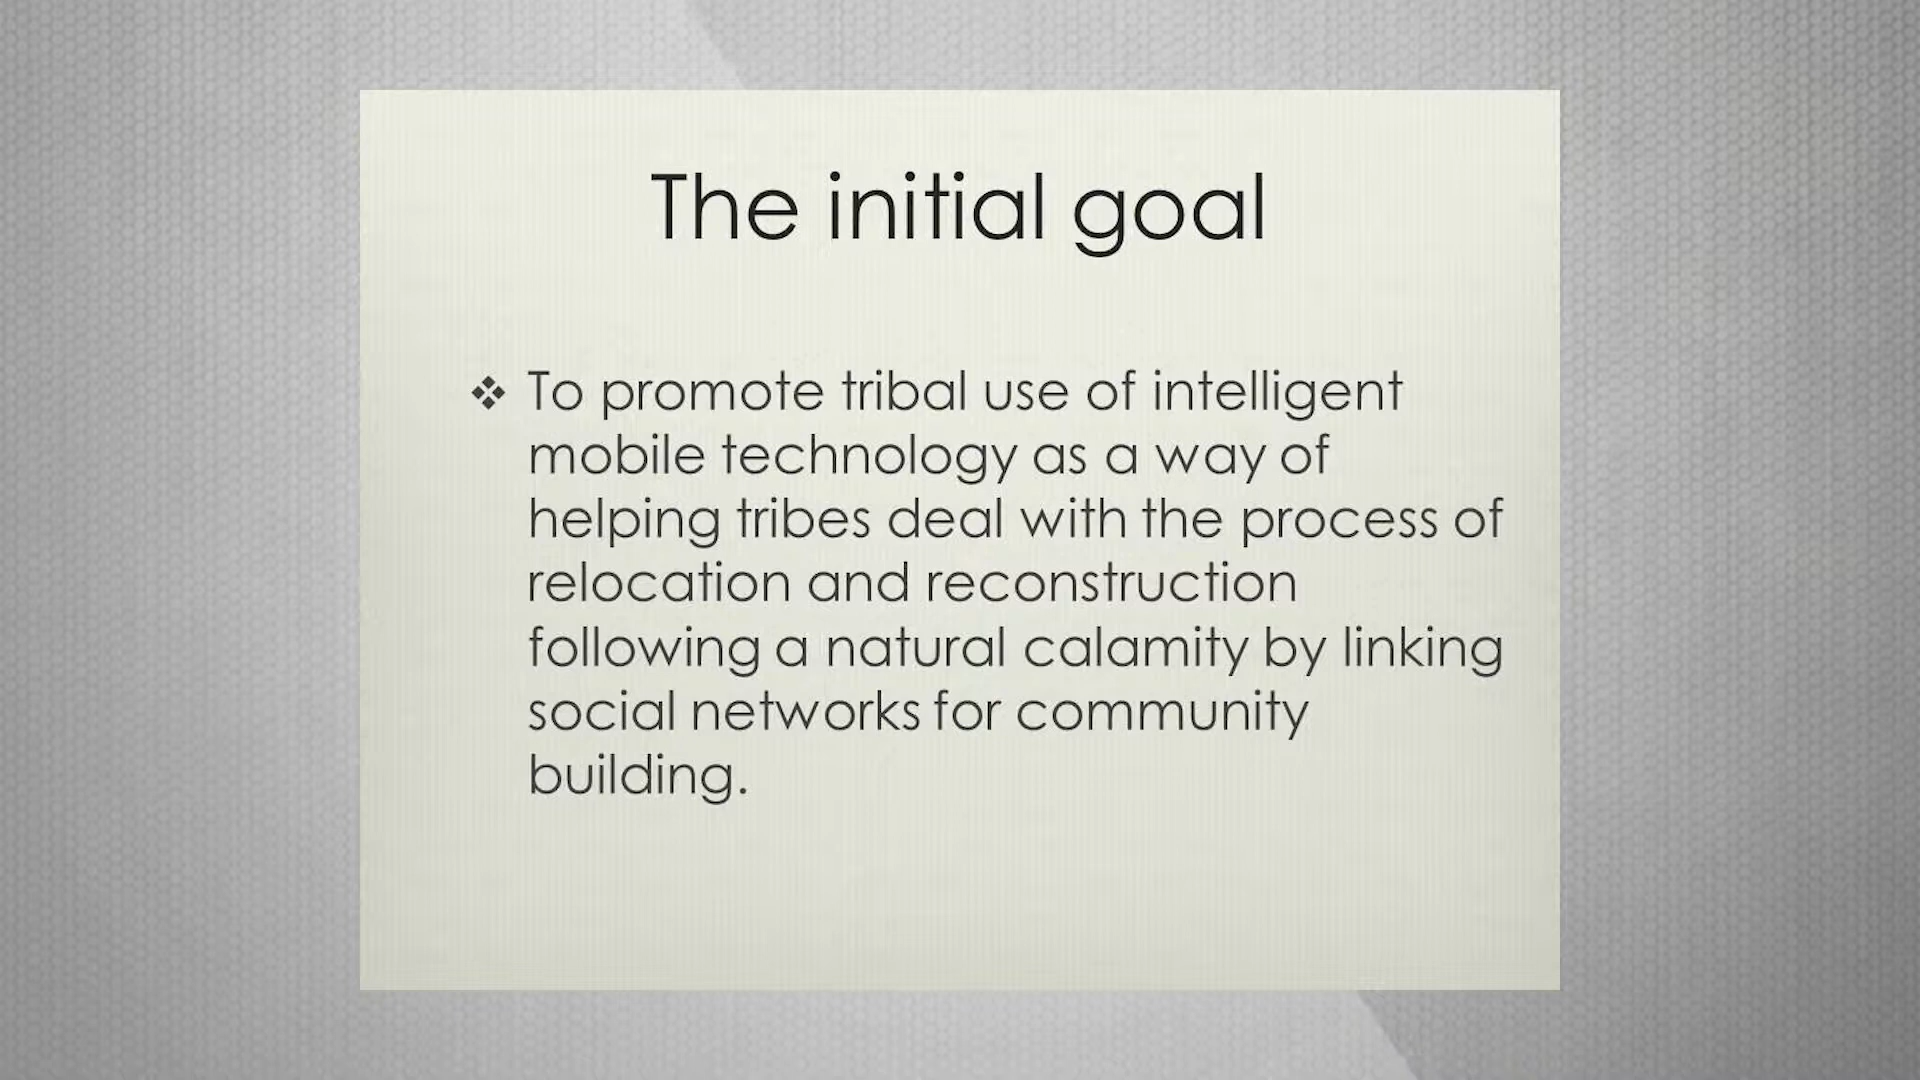 The initial goal
❖ To promote tribal use of intelligent
mobile technology as a way of
helping tribes deal with the process of
relocation and reconstruction
following a natural calamity by linking
social networks for community
building.